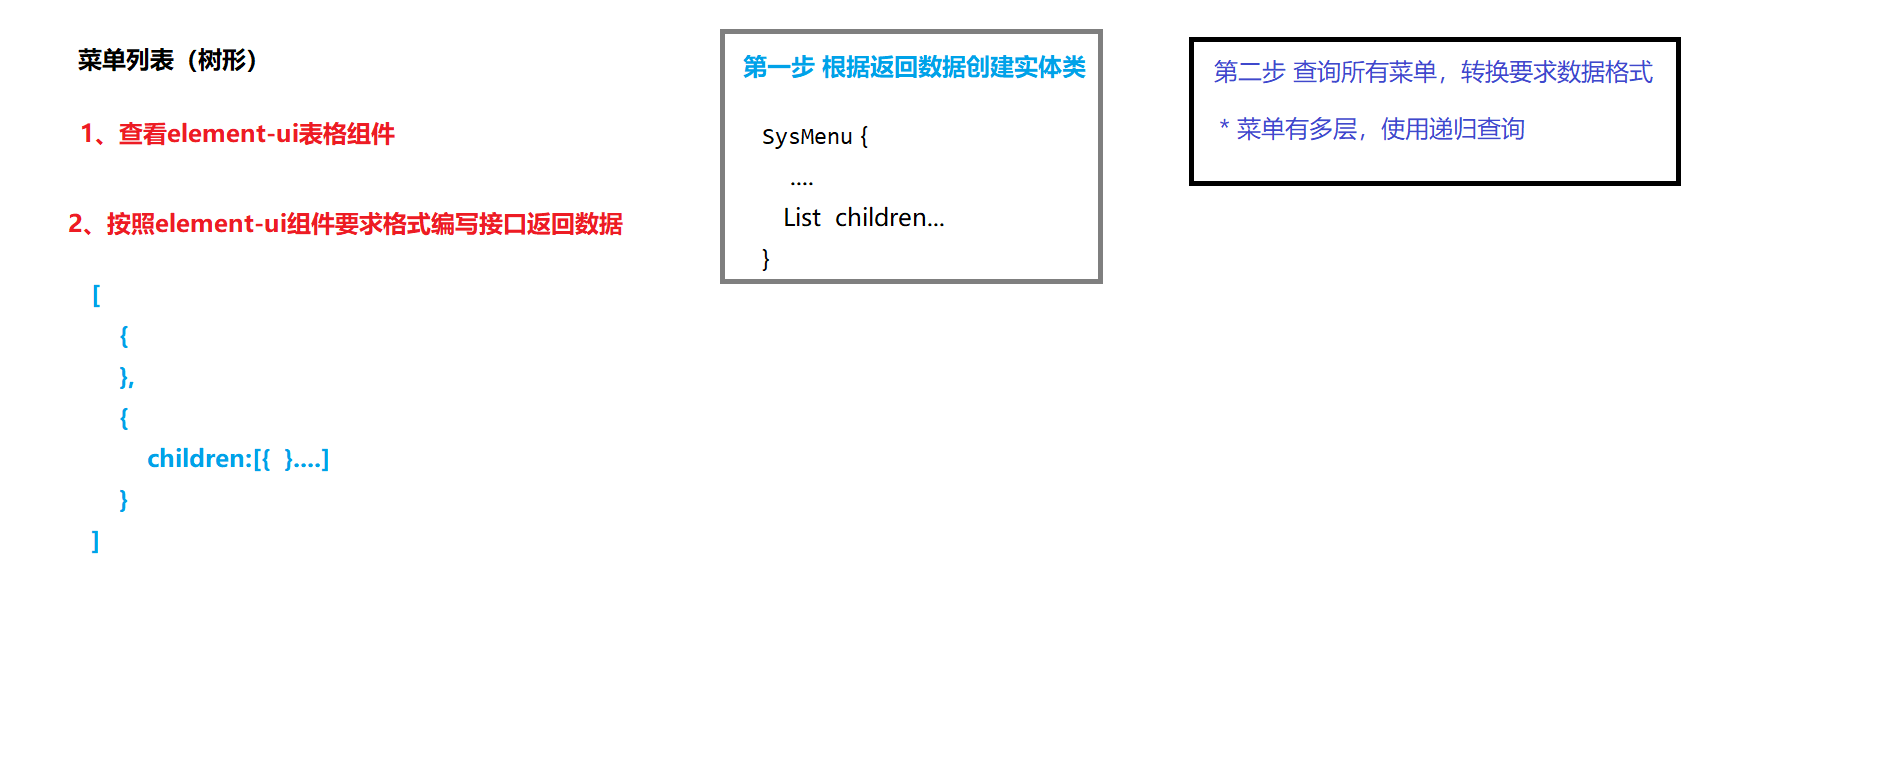 菜单列表（树形）
1、查看element-ui表格组件
2、按照element-ui组件要求格式编写接口返回数据
[
{
},
{
children:[{  }....]
}
]
第一步 根据返回数据创建实体类
SysMenu {
....
List  children...
}
第二步 查询所有菜单，转换要求数据格式
* 菜单有多层，使用递归查询